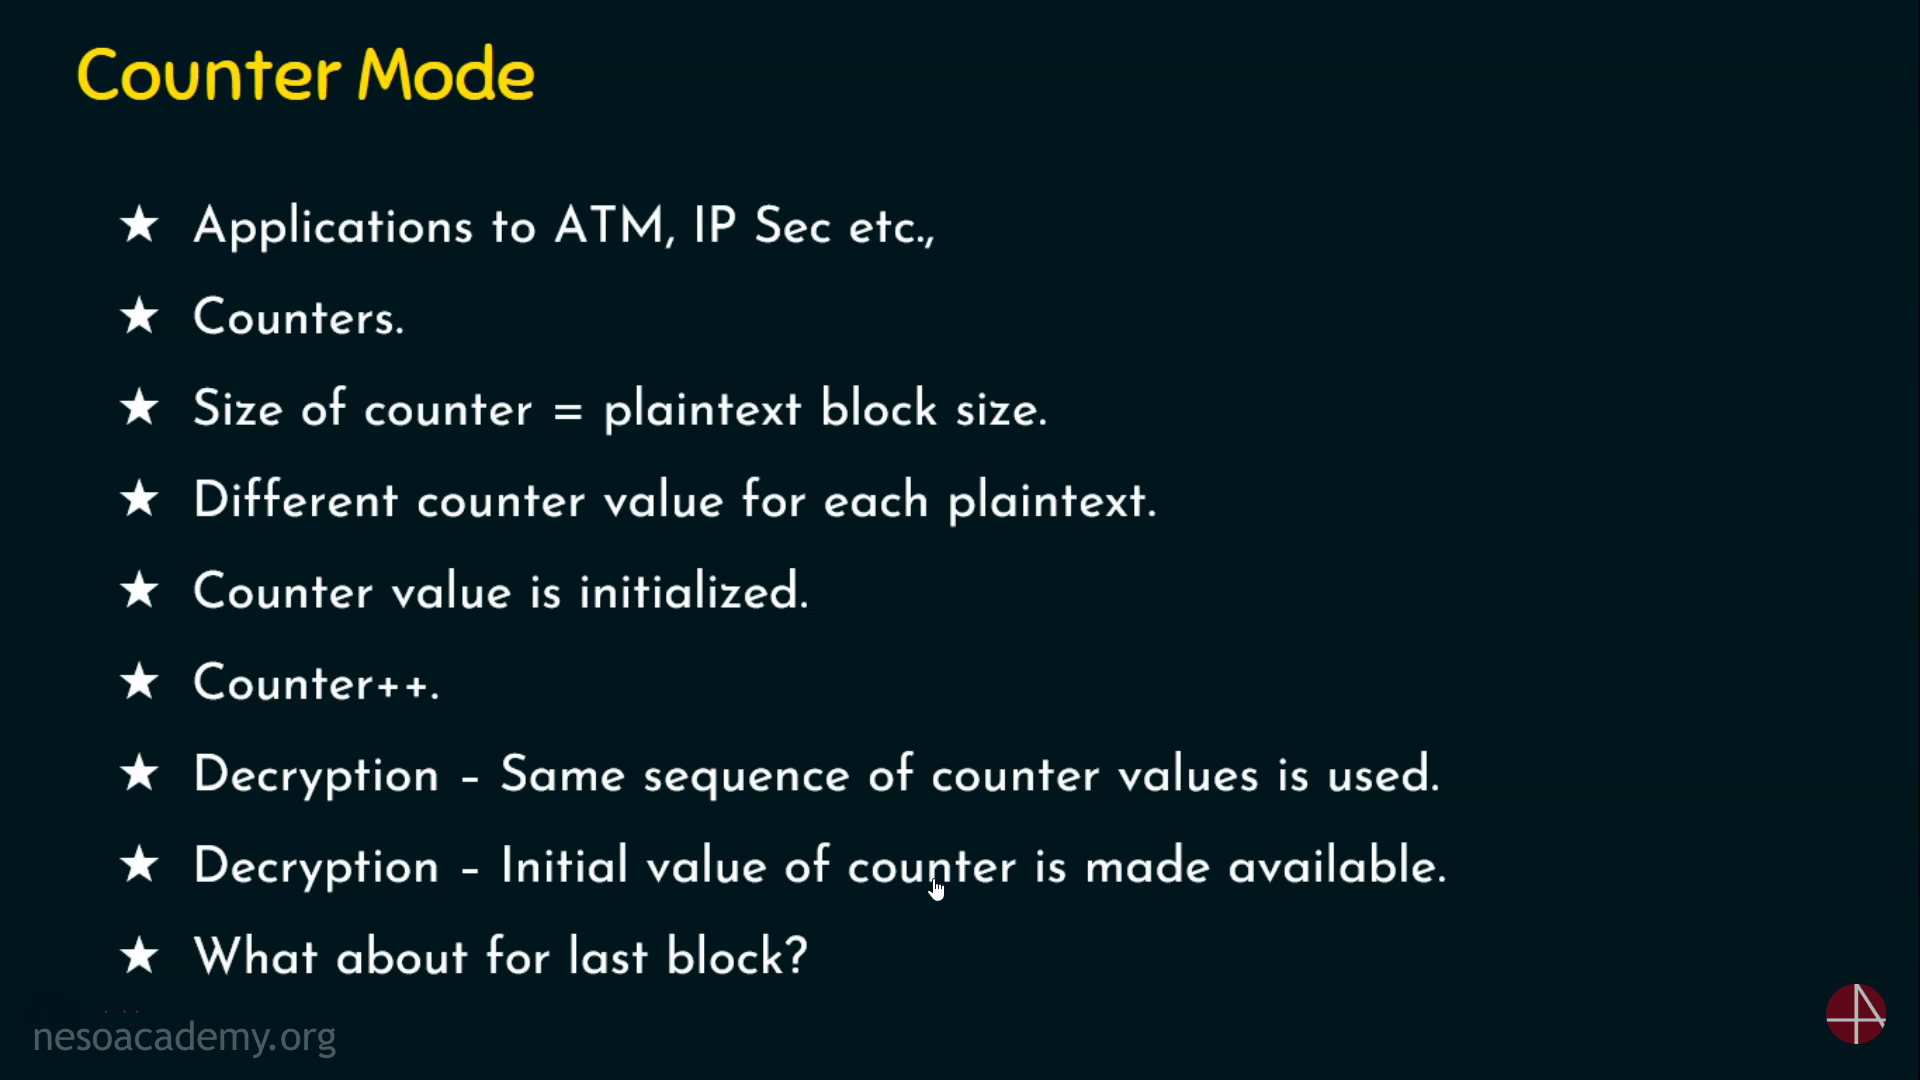 Counter Mode
★ Applications to ATM, IP Sec etc.,
★ Counters.
★ Size of counter = plaintext block size.
★ Different counter value for each plaintext.
★ Counter value is initialized.
★ Counter++.
★ Decryption – Same sequence of counter values is used.
★ Decryption – Initial value of counter is made available.
★ What about for last block?
nesoacademy.org